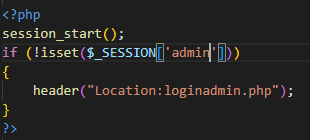 <?php
session_start();
if (!isset($_SESSION['admin']))
{
    header("Location:loginadmin.php");
}
?>